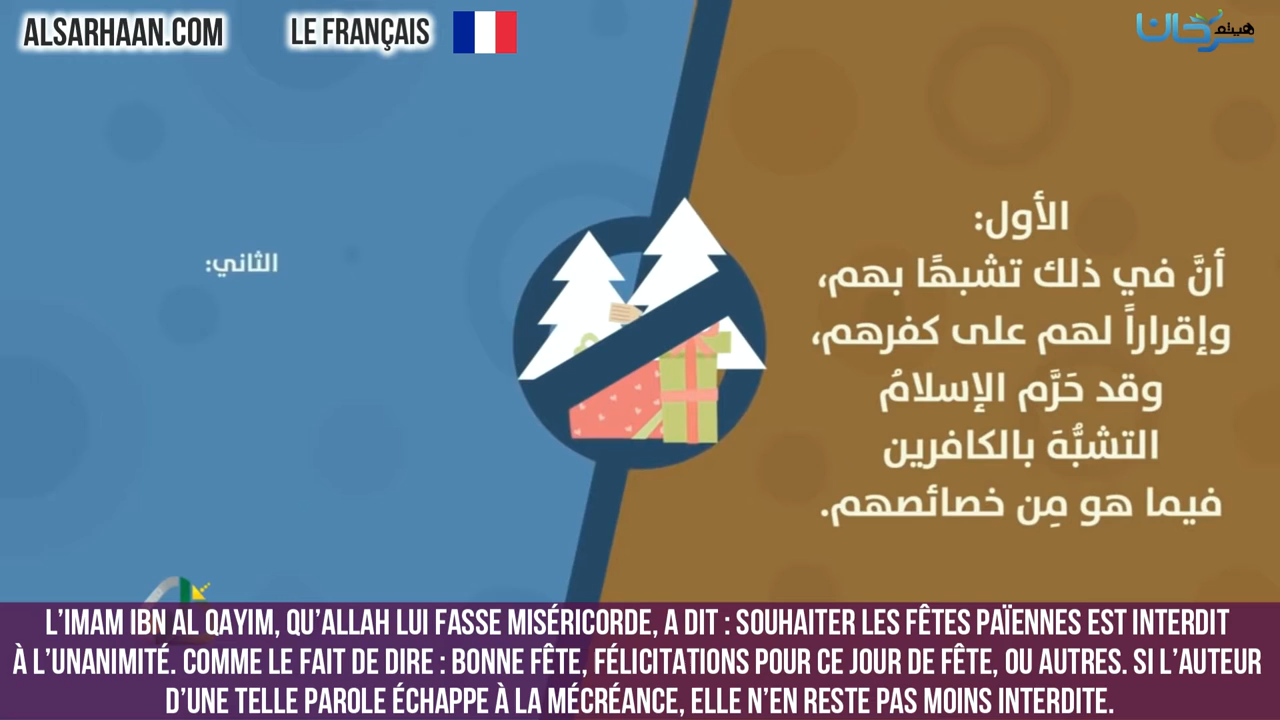 ALSARHAAN.COM
LE FRANÇAIS
هيتم سرحانا
الأول:
أنَّ في ذلك تشبهًا بهم،
وإقراراً لهم على كفرهم،
وقد حَرَّم الإسلامُ
التشبُّهَ بالكافرين
فيما هو مِن خصائصهم.
الثاني:
L'IMAM IBN AL QAYIM, QU'ALLAH LUI FASSE MISÉRICORDE, A DIT : SOUHAITER LES FÊTES PAÏENNES EST INTERDIT
À L'UNANIMITÉ. COMME LE FAIT DE DIRE : BONNE FÊTE, FÉLICITATIONS POUR CE JOUR DE FÊTE, OU AUTRES. SI L'AUTEUR
D'UNE TELLE PAROLE ÉCHAPPE À LA MÉCRÉANCE, ELLE N'EN RESTE PAS MOINS INTERDITE.